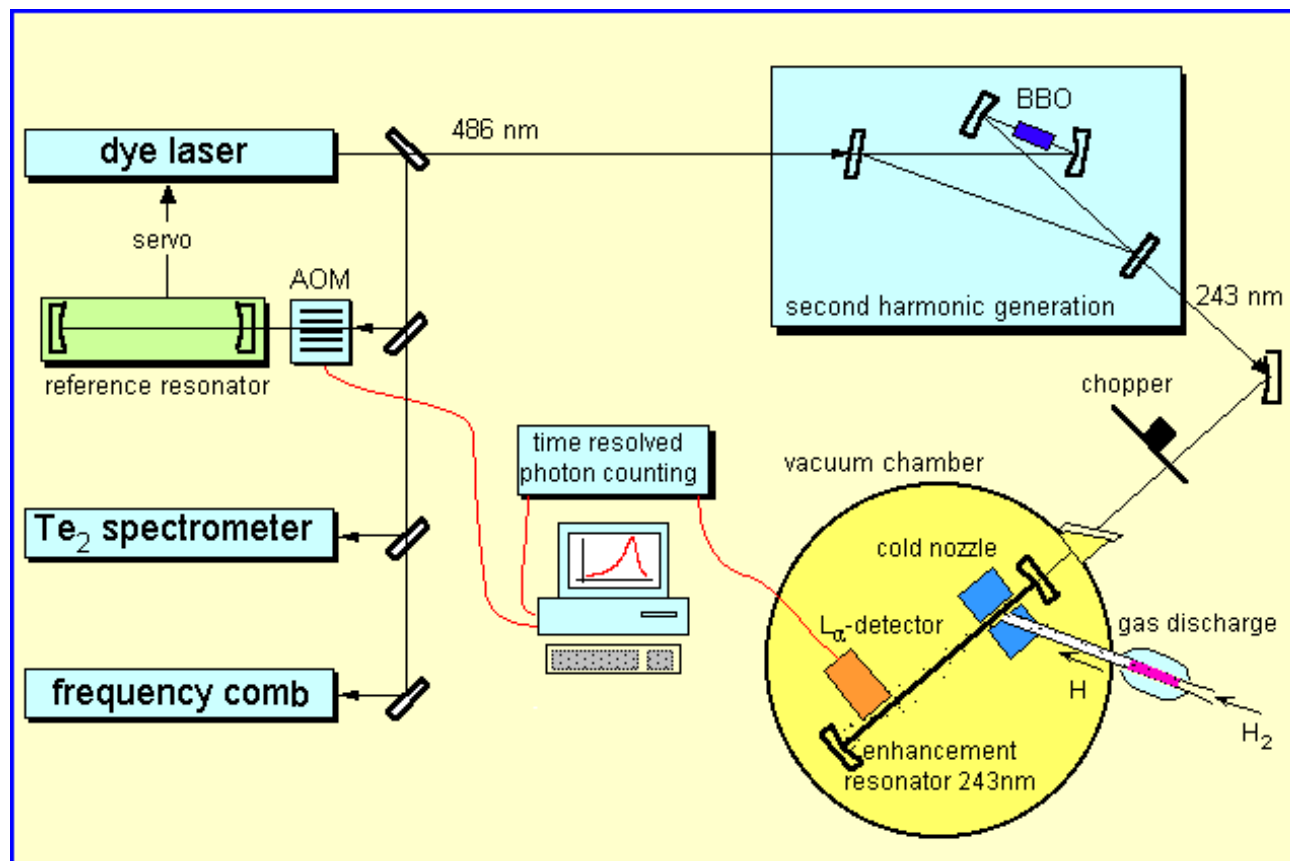 dye laser
486 nm
BBO
servo
AOM
second harmonic generation
243 nm
reference resonator
chopper
time resolved
photon counting
vacuum chamber
Te2 spectrometer
cold nozzle
Lα-detector
gas discharge
frequency comb
H
H2
enhancement
resonator 243nm